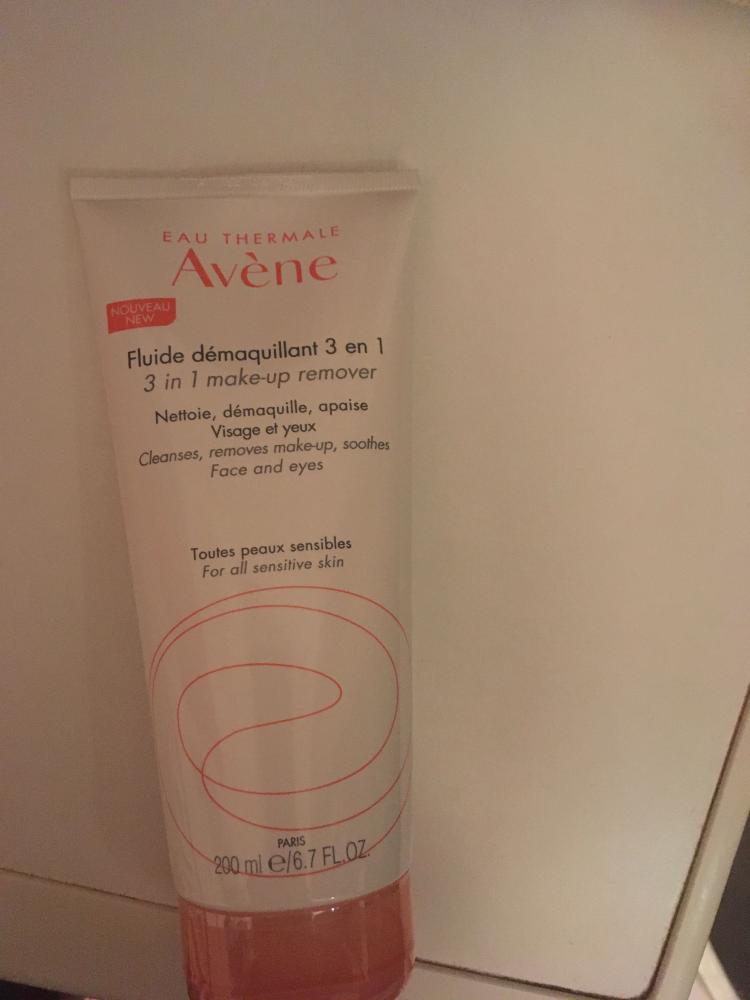 EAU THERMALE
Avène
NOUVEAU
NEW
Fluide démaquillant 3 en 1
3 in 1 make-up remover
Nettoie, démaquille, apaise
Visage et yeux
Cleanses, removes make-up, soothes
Face and eyes
Toutes peaux sensibles
For all sensitive skin
PARIS
200 ml e/6.7 FL.OZ.